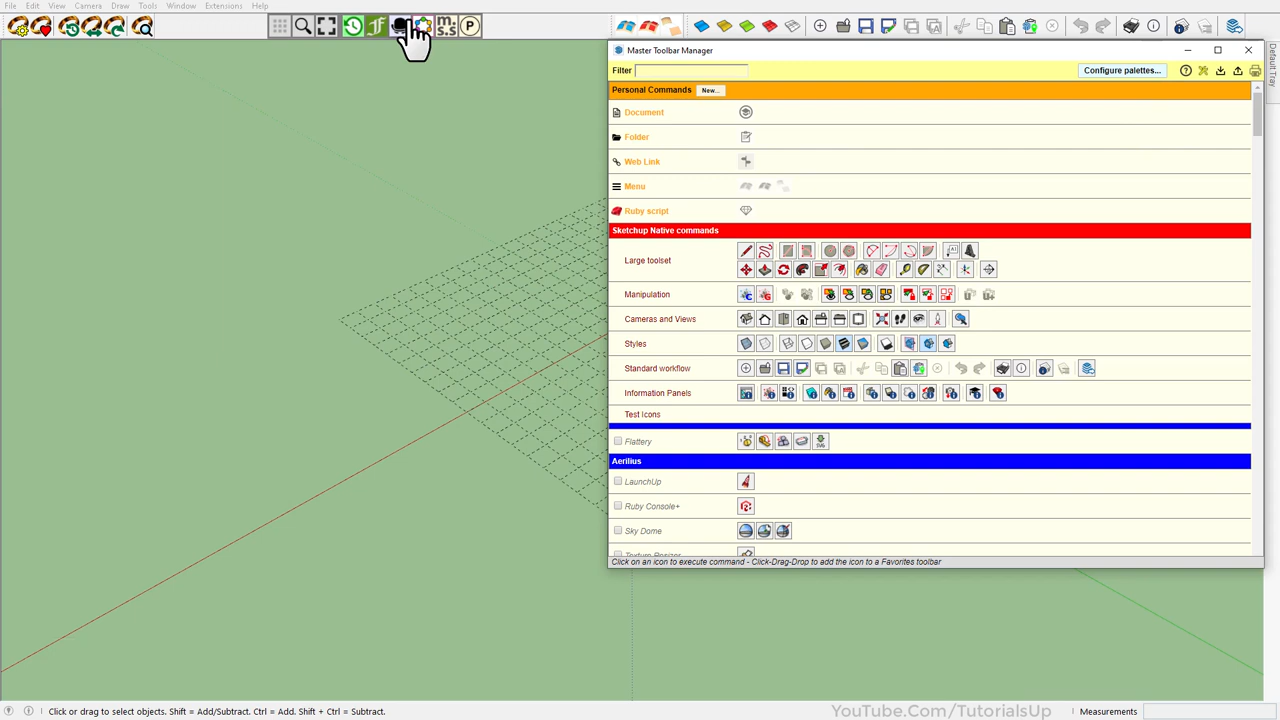 File Edit View Camera Draw Tools Window Extensions Help
m.
s.s
P
Default Tray
Master Toolbar Manager
Filter
Configure palettes...
Personal Commands New...
Document
Folder
Web Link
Menu
Ruby script
Sketchup Native commands
Large toolset
Manipulation
Cameras and Views
Styles
Standard workflow
Information Panels
Test Icons
Flattery
Aerilius
LaunchUp
Ruby Console+
Sky Dome
Texture Resizer
Click on an icon to execute command - Click-Drag-Drop to add the icon to a Favorites toolbar
Click or drag to select objects. Shift = Add/Subtract. Ctrl = Add. Shift + Ctrl = Subtract.
YouTube.Com/TutorialsUp
Measurements